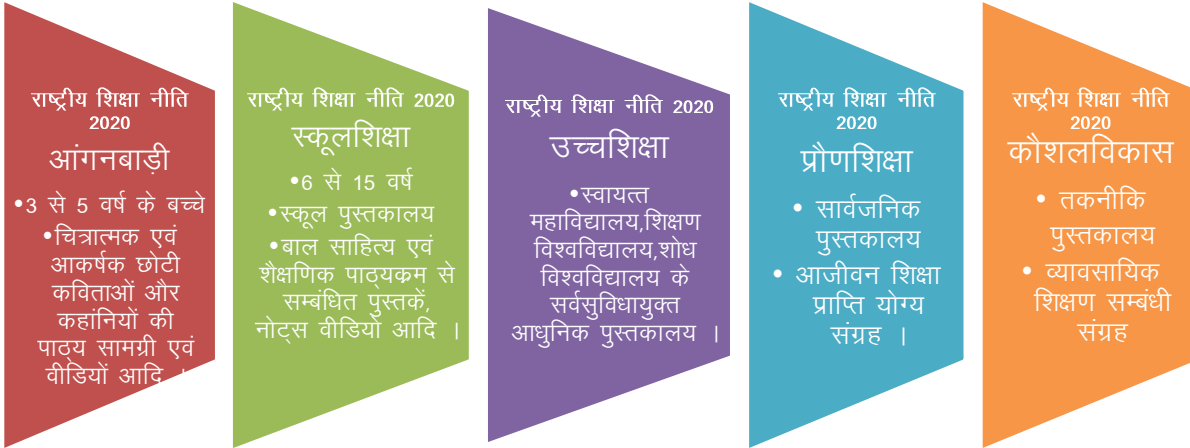 राष्ट्रीय शिक्षा नीति
2020
आंगनबाड़ी
•3 से 5 वर्ष के बच्चे
•चित्रात्मक एवं
आकर्षक छोटी
कविताओं और
कहांनियों की
पाठ्य सामग्री एवं
वीडियों आदि ।
राष्ट्रीय शिक्षा नीति 2020
स्कूलशिक्षा
•6 से 15 वर्ष
•स्कूल पुस्तकालय
•बाल साहित्य एवं
शैक्षणिक पाठ्यक्रम से
सम्बंधित पुस्तकें,
नोट्स वीडियो आदि ।
राष्ट्रीय शिक्षा नीति 2020
उच्चशिक्षा
•स्वायत्त
महाविद्यालय,शिक्षण
विश्वविद्यालय,शोध
विश्वविद्यालय के
सर्वसुविधायुक्त
आधुनिक पुस्तकालय ।
राष्ट्रीय शिक्षा नीति
2020
प्रौणशिक्षा
• सार्वजनिक
पुस्तकालय
• आजीवन शिक्षा
प्राप्ति योग्य
संग्रह ।
राष्ट्रीय शिक्षा नीति
2020
कौशलविकास
• तकनीकि
पुस्तकालय
• व्यावसायिक
शिक्षण सम्बंधी
संग्रह